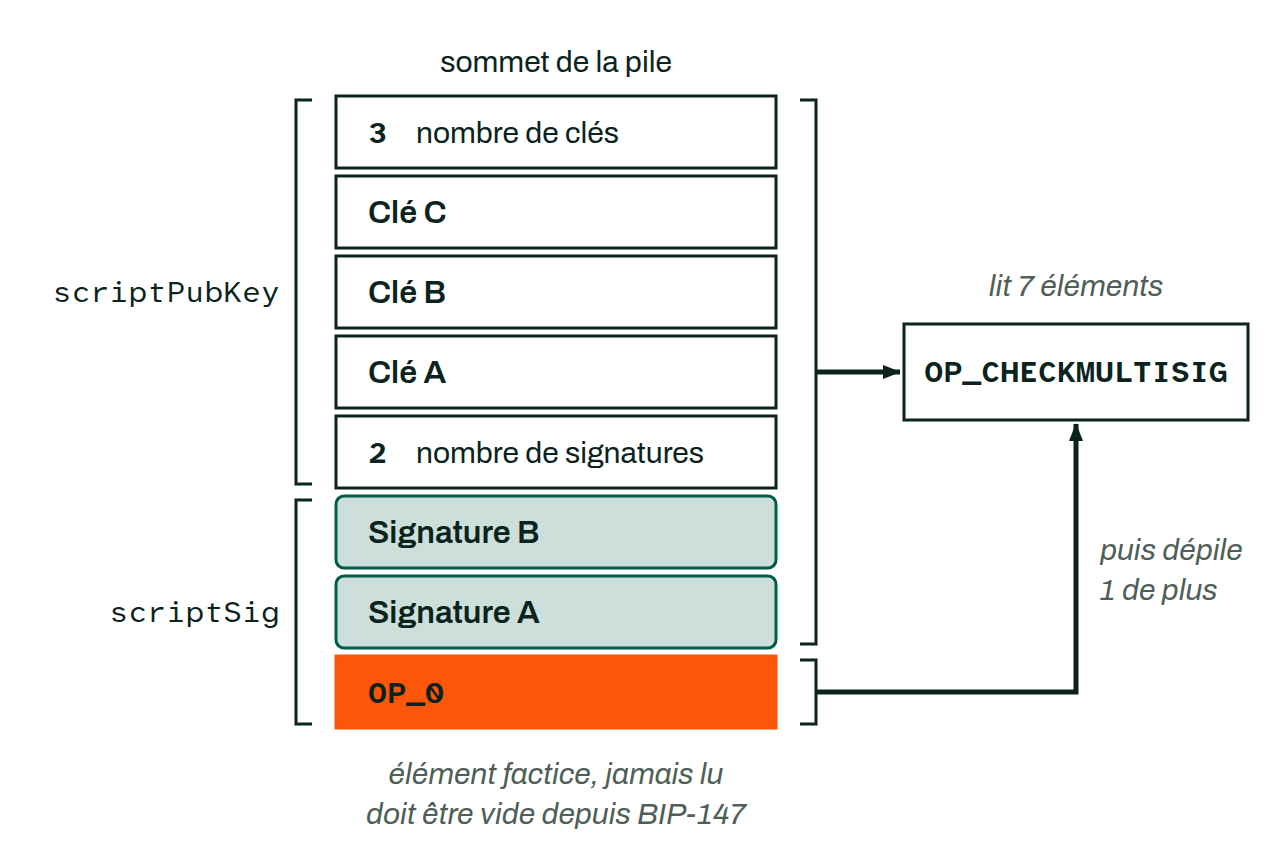 sommet de la pile
3 nombre de clés
Clé C
Clé B
scriptPubKey
Clé A
2 nombre de signatures
Signature B
Signature A
scriptSig
OP_0
élément factice, jamais lu
doit être vide depuis BIP-147
lit 7 éléments
OP_CHECKMULTISIG
puis dépile
1 de plus